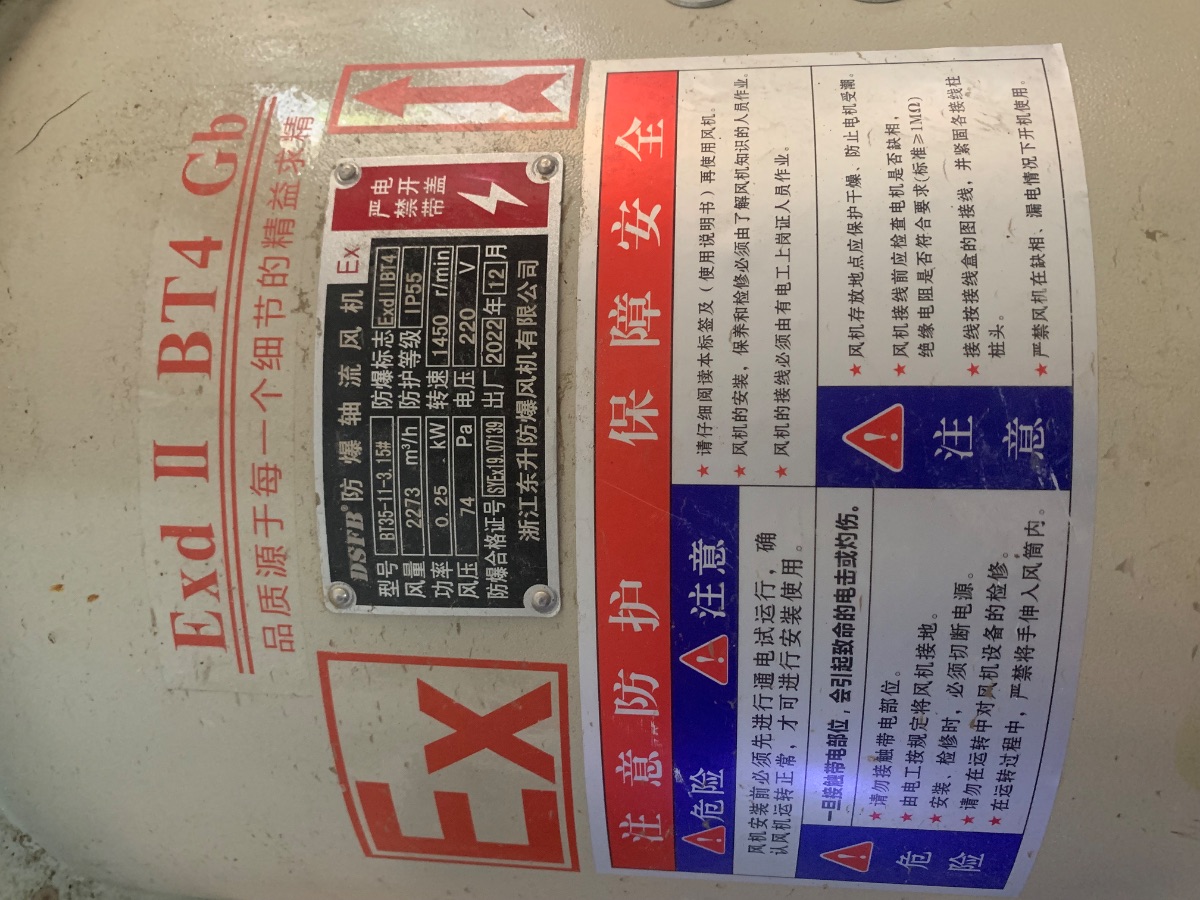 Exd II BT4 Gb
品质源于每一个细节的精益求精
Ex
DSFB® 防爆轴流风机 Ex
型号 BT35-11-3.15# 防爆标志 ExdIIBT4
风量 2273 m³/h 防护等级 IP55
功率 0.25 kW 转速 1450 r/min
风压 74 Pa 电压 220 V
防爆合格证号 SYEx19.07139 出厂 2022年 12月
浙江东升防爆风机有限公司
严禁带电开盖
注意防护 保障安全
危险 注意
风机安装前必须先进行通电试运行，确
认风机运转正常，才可进行安装使用。
★ 请仔细阅读本标签及（使用说明书）再使用风机。
★ 风机的安装，保养和检修必须由了解风机知识的人员作业。
★ 风机的接线必须由有电工上岗证人员作业。
危险
一旦接触带电部位，会引起致命的电击或灼伤。
★ 请勿接触带电部位。
★ 由电工按规定将风机接地。
★ 安装、检修时，必须切断电源。
★ 请勿在运转中对风机设备的检修。
★ 在运转过程中，严禁将手伸入风筒内。
注意
★ 风机存放地点应保护干燥、防止电机受潮。
★ 风机接线前应检查电机是否缺相，
绝缘电阻是否符合要求(标准≥1MΩ)
★ 接线按接线盒的图接线，并紧固各接线柱
桩头。
★ 严禁风机在缺相、漏电情况下开机使用。